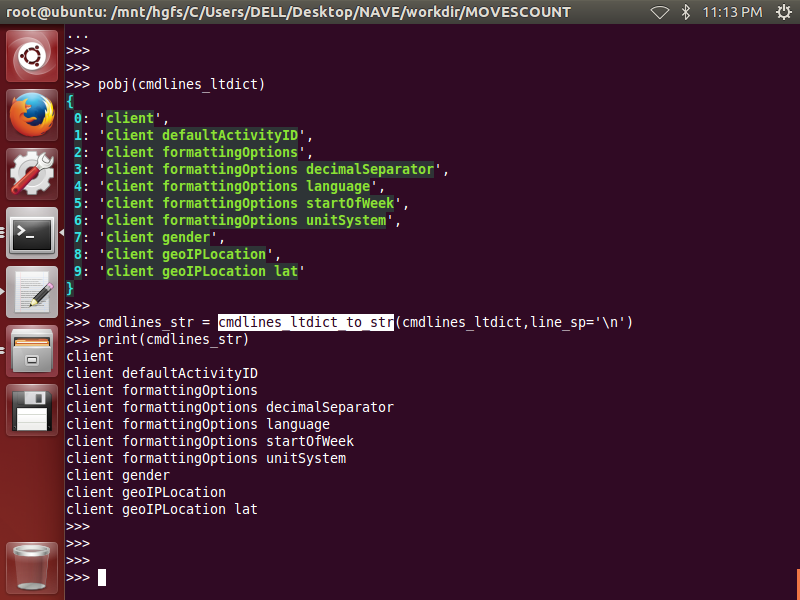 root@ubuntu: /mnt/hgfs/C/Users/DELL/Desktop/NAVE/workdir/MOVESCOUNT 11:13 PM
...
>>>
>>>
>>> pobj(cmdlines_ltdict)
{
 0: 'client',
 1: 'client defaultActivityID',
 2: 'client formattingOptions',
 3: 'client formattingOptions decimalSeparator',
 4: 'client formattingOptions language',
 5: 'client formattingOptions startOfWeek',
 6: 'client formattingOptions unitSystem',
 7: 'client gender',
 8: 'client geoIPLocation',
 9: 'client geoIPLocation lat'
}
>>>
>>> cmdlines_str = cmdlines_ltdict_to_str(cmdlines_ltdict,line_sp='\n')
>>> print(cmdlines_str)
client
client defaultActivityID
client formattingOptions
client formattingOptions decimalSeparator
client formattingOptions language
client formattingOptions startOfWeek
client formattingOptions unitSystem
client gender
client geoIPLocation
client geoIPLocation lat
>>>
>>>
>>>
>>>